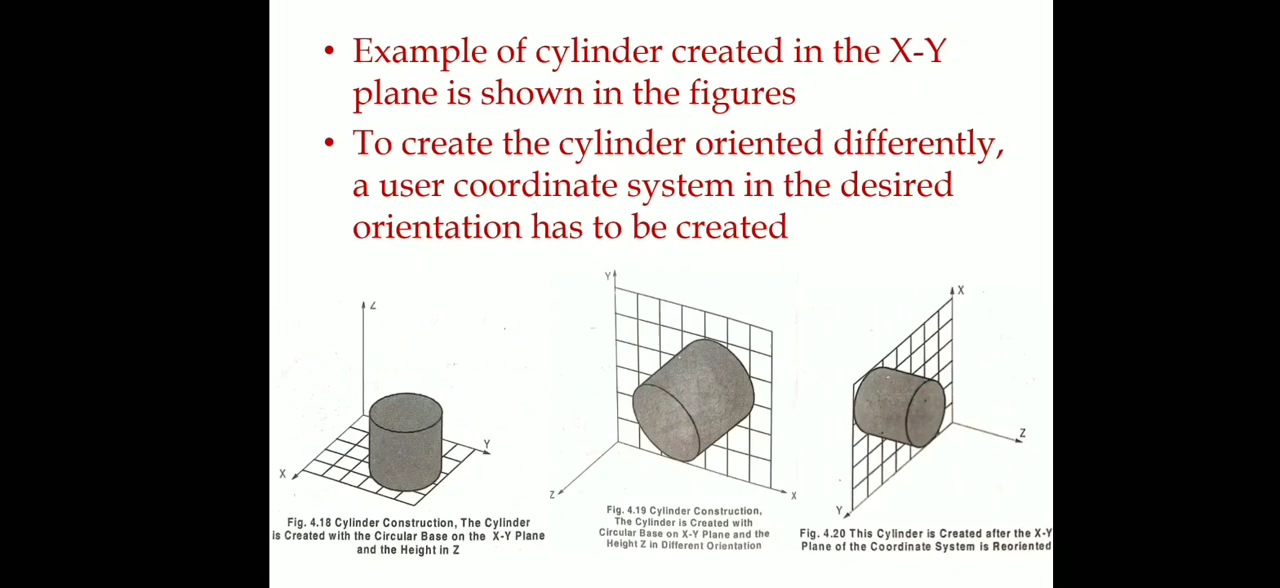 • Example of cylinder created in the X-Y
plane is shown in the figures
• To create the cylinder oriented differently,
a user coordinate system in the desired
orientation has to be created
Z
X
Y
Fig. 4.18 Cylinder Construction, The Cylinder
is Created with the Circular Base on the X-Y Plane
and the Height in Z
Y
Z
X
Fig. 4.19 Cylinder Construction,
The Cylinder is Created with
Circular Base on X-Y Plane and the
Height Z in Different Orientation
X
Z
Y
Fig. 4.20 This Cylinder is Created after the X-Y
Plane of the Coordinate System is Reoriented